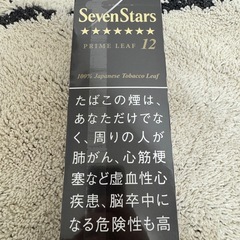 SevenStars
★★★★★★★
PRIME LEAF 12
100% Japanese Tobacco Leaf
たばこの煙は、
あなただけでな
く、周りの人が
肺がん、心筋梗
塞など虚血性心
疾患、脳卒中に
なる危険性も高